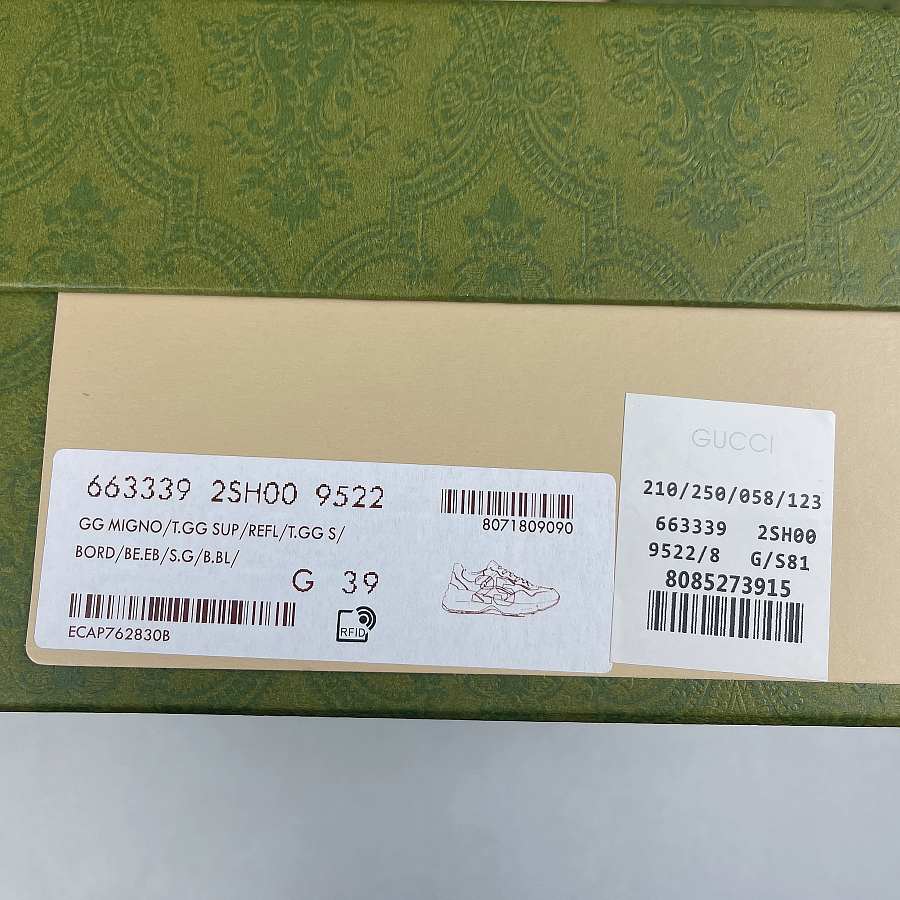 663339 2SH00 9522
GG MIGNO/T.GG SUP/REFL/T.GG S/
BORD/BE.EB/S.G/B.BL/
G 39
ECAP762830B
8071809090
RFID
GUCCI
210/250/058/123
663339 2SH00
9522/8 G/S81
8085273915